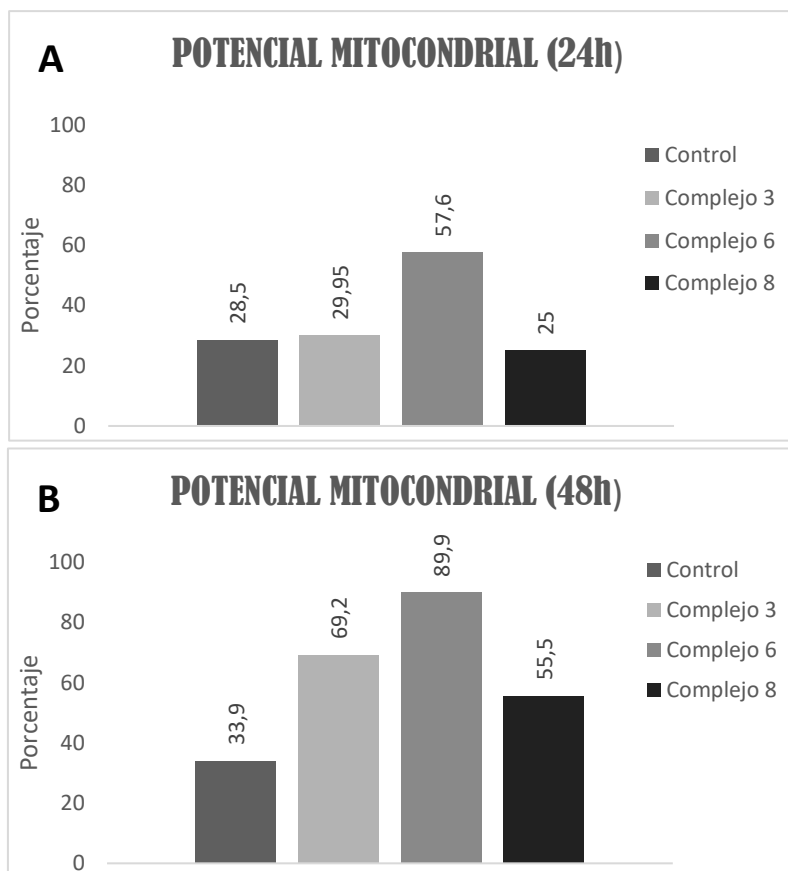 A
POTENCIAL MITOCONDRIAL (24h)
Porcentaje
100
80
60
40
20
0
28,5
29,95
57,6
25
Control
Complejo 3
Complejo 6
Complejo 8
B
POTENCIAL MITOCONDRIAL (48h)
Porcentaje
100
80
60
40
20
0
33,9
69,2
89,9
55,5
Control
Complejo 3
Complejo 6
Complejo 8